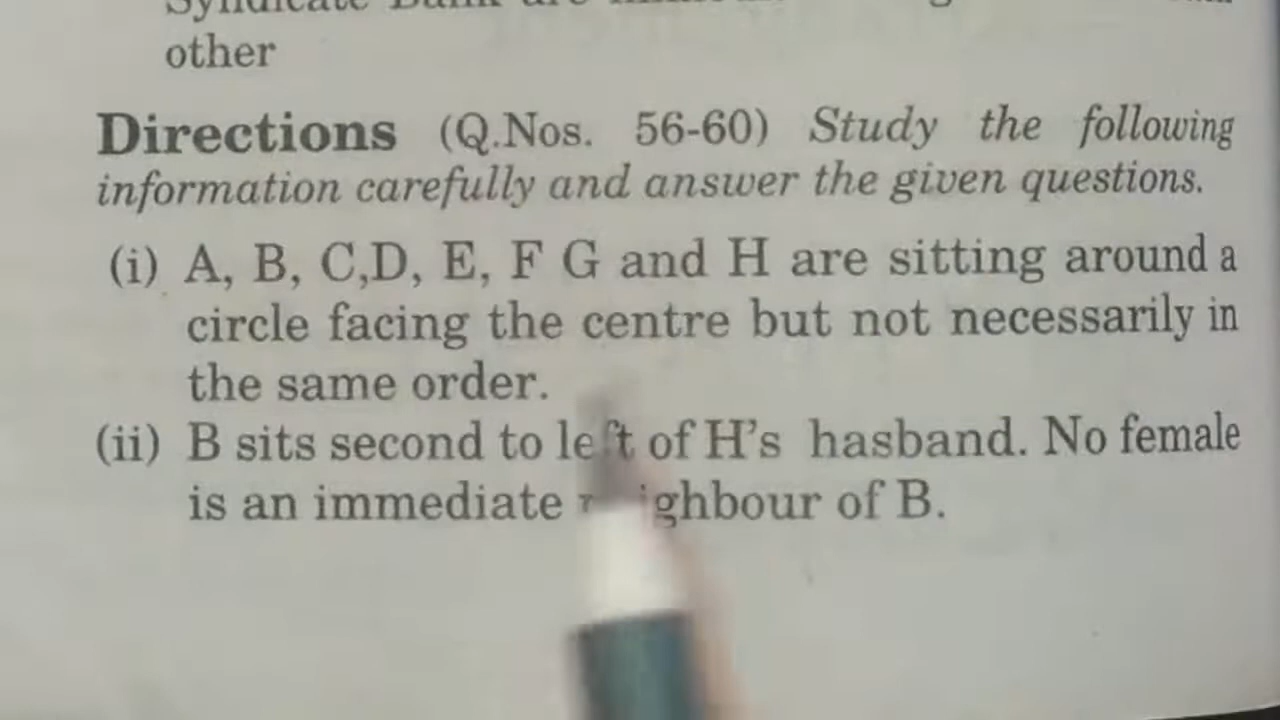 other
Directions (Q.Nos. 56-60) Study the following
information carefully and answer the given questions.
(i) A, B, C,D, E, F G and H are sitting around a
circle facing the centre but not necessarily in
the same order.
(ii) B sits second to left of H's hasband. No female
is an immediate of B.